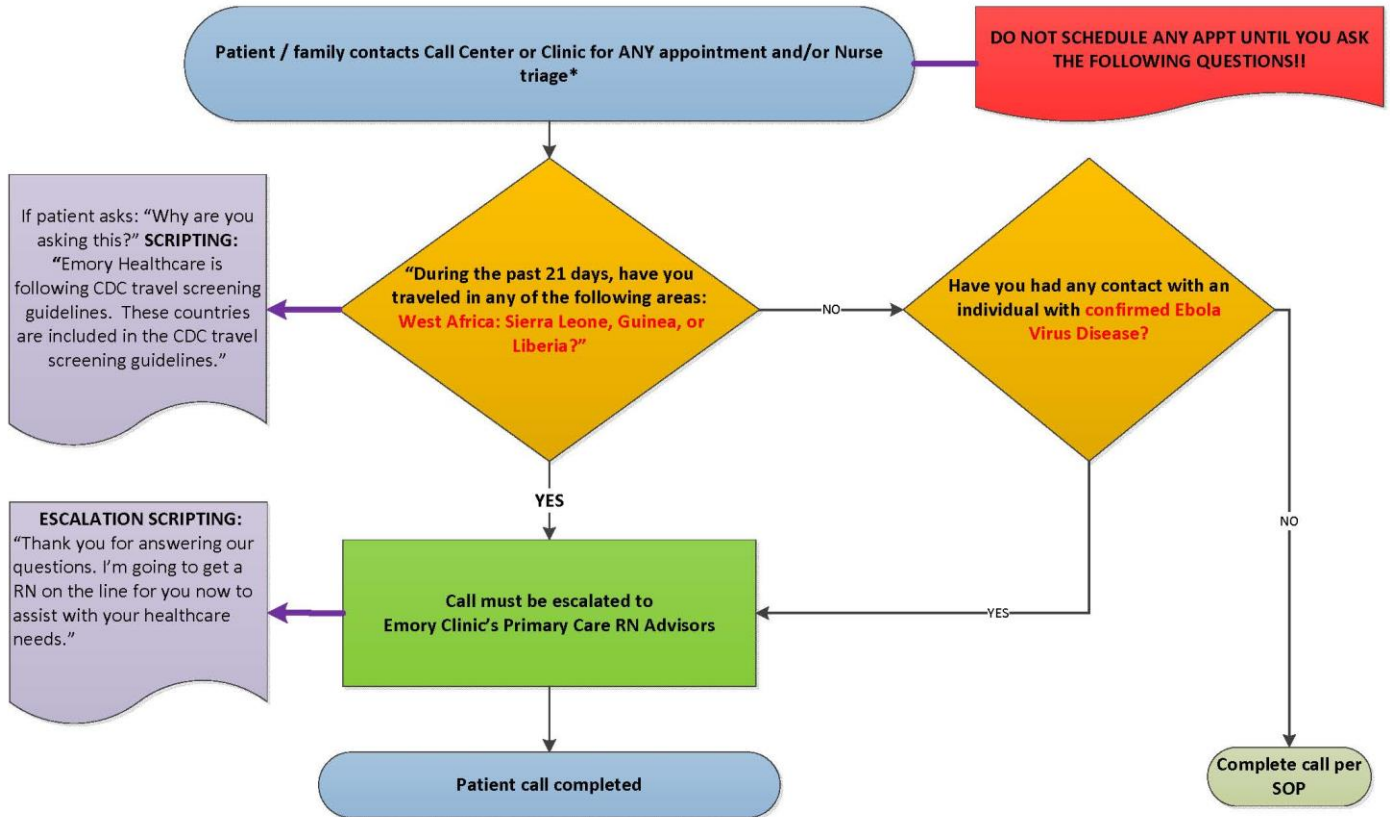 Patient / family contacts Call Center or Clinic for ANY appointment and/or Nurse
triage*
DO NOT SCHEDULE ANY APPT UNTIL YOU ASK
THE FOLLOWING QUESTIONS!!
If patient asks: “Why are you
asking this?” SCRIPTING:
“Emory Healthcare is
following CDC travel screening
guidelines. These countries
are included in the CDC travel
screening guidelines.”
“During the past 21 days, have you
traveled in any of the following areas:
West Africa: Sierra Leone, Guinea, or
Liberia?”
NO
Have you had any contact with an
individual with confirmed Ebola
Virus Disease?
YES
NO
ESCALATION SCRIPTING:
“Thank you for answering our
questions. I’m going to get a
RN on the line for you now to
assist with your healthcare
needs.”
Call must be escalated to
Emory Clinic’s Primary Care RN Advisors
YES
Patient call completed
Complete call per
SOP